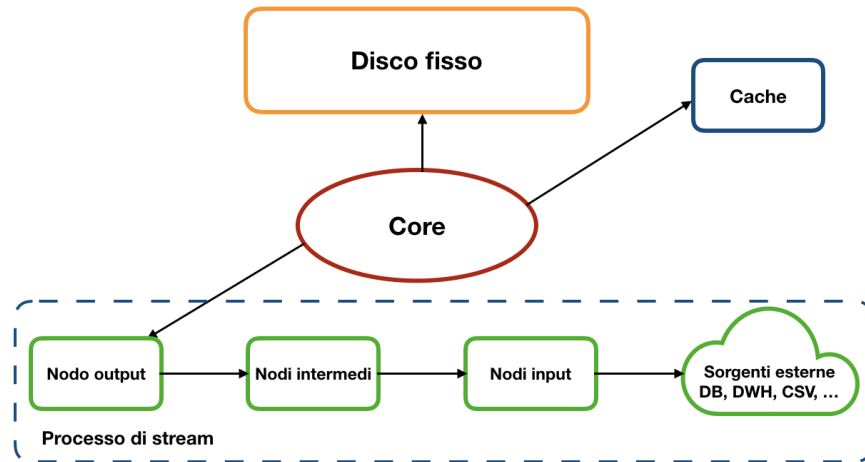 Disco fisso
Cache
Core
Nodo output
Nodi intermedi
Nodi input
Sorgenti esterne
DB, DWH, CSV, ...
Processo di stream